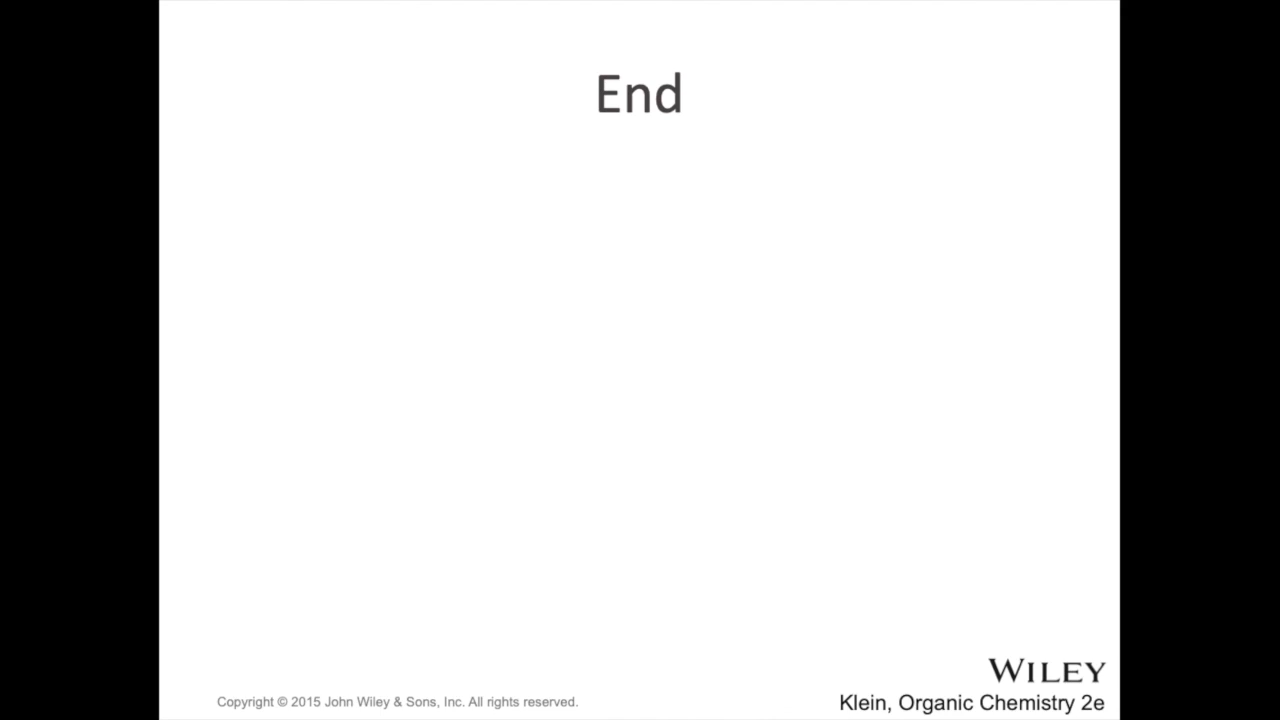 End
WILEY
Copyright © 2015 John Wiley & Sons, Inc. All rights reserved.
Klein, Organic Chemistry 2e